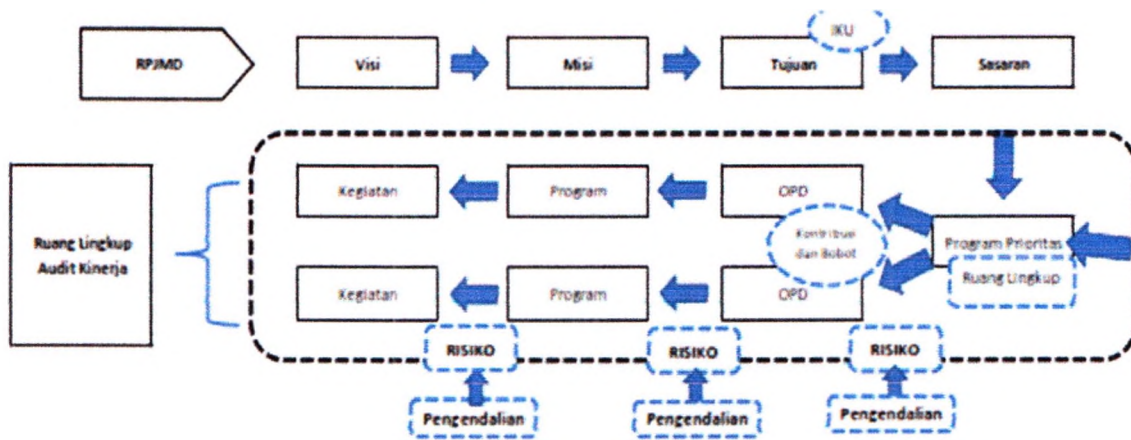 IKU
RPJMD
Visi
Misi
Tujuan
Sasaran
Kegiatan
Program
OPD
Ruang Lingkup
Audit Kinerja
Kontribusi
dan Bobot
Program Prioritas
Ruang Lingkup
Kegiatan
Program
OPD
RISIKO
RISIKO
RISIKO
Pengendalian
Pengendalian
Pengendalian